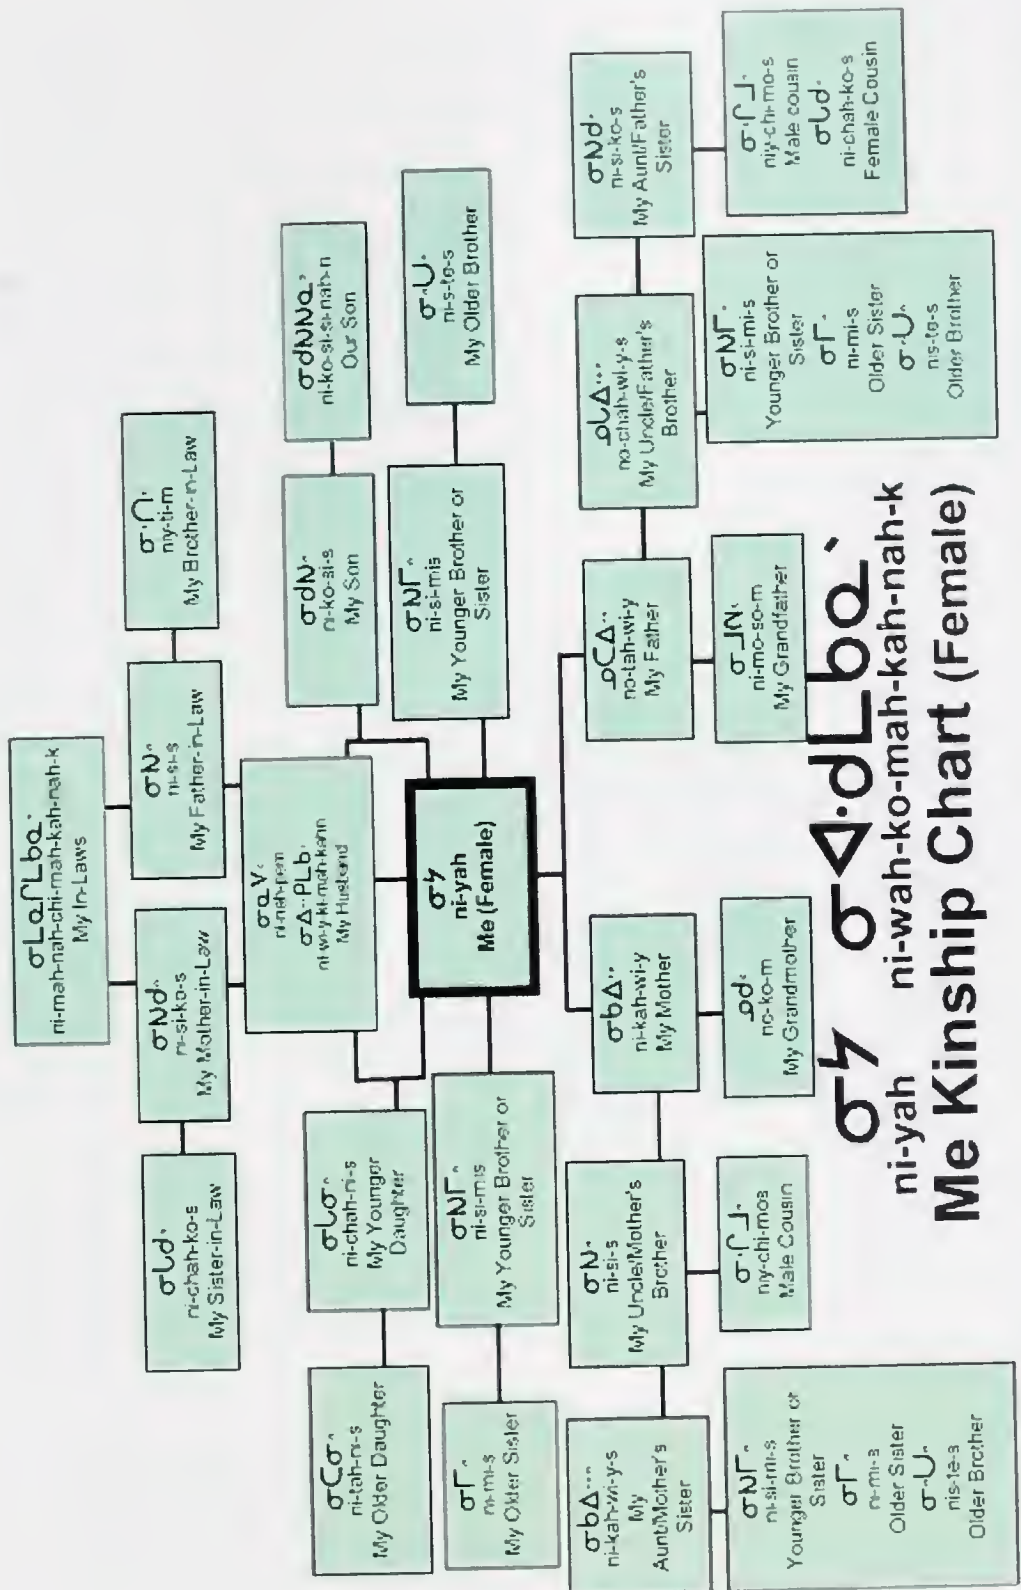 σLαՐLbα·
ni-mah-nah-chi-mah-kah-nah-k
My In-Laws
ᓂᒐᑯᐢ
ni-chah-ko-s
My Sister-in-Law
ᓂᓯᑯᐢ
ni-si-ko-s
My Mother-in-Law
ᓂᓯᐢ
ni-si-s
My Father-in-Law
niy-ti-m
My Brother-in-Law
ni-nah-pem
ni-wi-y-ki-mah-kahn
My Husband
ᓂᑕᓂᐢ
ni-tah-ni-s
My Older Daughter
ᓂᒐᓂᐢ
ni-chah-ni-s
My Younger
Daughter
ni-ko-si-s
My Son
ni-ko-si-si-nah-n
Our Son
ᓂᒥᐢ
ni-mi-s
My Older Sister
ni-si-mis
My Younger Brother or
Sister
ᓂᔭ
ni-yah
Me (Female)
ni-si-mis
My Younger Brother or
Sister
ni-s-te-s
My Older Brother
ni-kah-wi-y-s
My
Aunt/Mother's
Sister
ni-si-s
My Uncle/Mother's
Brother
ni-kah-wi-y
My Mother
no-tah-wi-y
My Father
no-chah-wi-y-s
My Uncle/Father's
Brother
ni-si-ko-s
My Aunt/Father's
Sister
ni-si-mi-s
Younger Brother or
Sister
ni-mi-s
Older Sister
nis-te-s
Older Brother
niy-chi-mos
Male Cousin
no-ko-m
My Grandmother
ni-mo-so-m
My Grandfather
ni-si-mi-s
Younger Brother or
Sister
ni-mi-s
Older Sister
nis-te-s
Older Brother
niy-chi-mo-s
Male cousin
ni-chah-ko-s
Female Cousin
ᓂᔭ ᓂᐚᑯᒪᑲᓇᐠ
ni-yah ni-wah-ko-mah-kah-nah-k
Me Kinship Chart (Female)